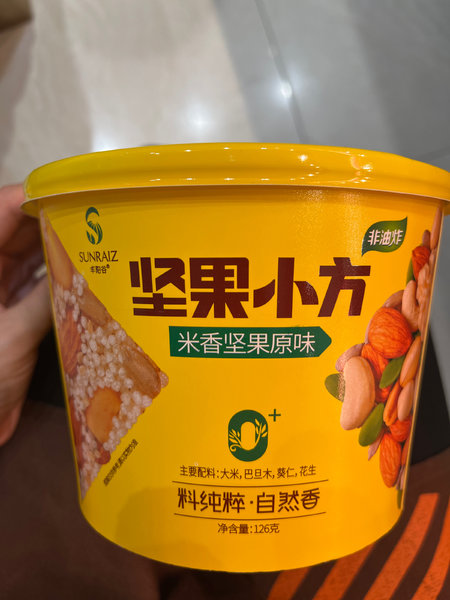 SUNRAIZ
丰阳谷®
非油炸
坚果小方
米香坚果原味
0+
主要配料:大米,巴旦木,葵仁,花生
料纯粹·自然香
净含量:126克